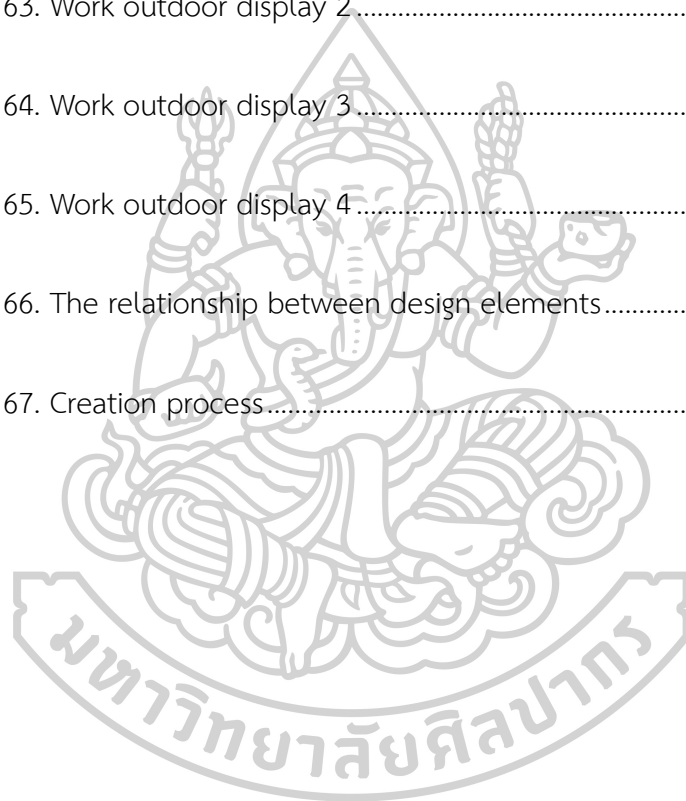 63. Work outdoor display 2.......................................................
64. Work outdoor display 3.......................................................
65. Work outdoor display 4.......................................................
66. The relationship between design elements.............
67. Creation process.....................................................................
มหาวิทยาลัยศิลปากร